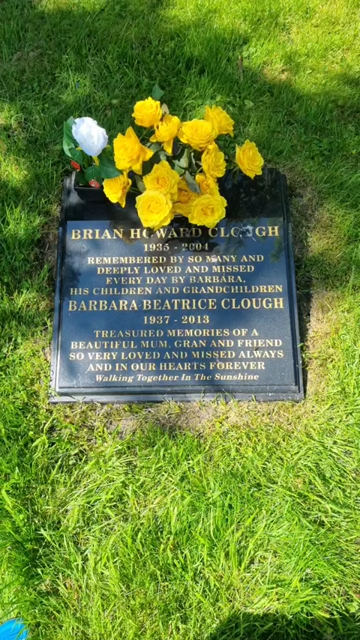 BRIAN HOWARD CLOUGH
1935 - 2004
REMEMBERED BY SO MANY AND
DEEPLY LOVED AND MISSED
EVERY DAY BY BARBARA,
HIS CHILDREN AND GRANDCHILDREN
BARBARA BEATRICE CLOUGH
1937 - 2013
TREASURED MEMORIES OF A
BEAUTIFUL MUM, GRAN AND FRIEND
SO VERY LOVED AND MISSED ALWAYS
AND IN OUR HEARTS FOREVER
Walking Together In The Sunshine